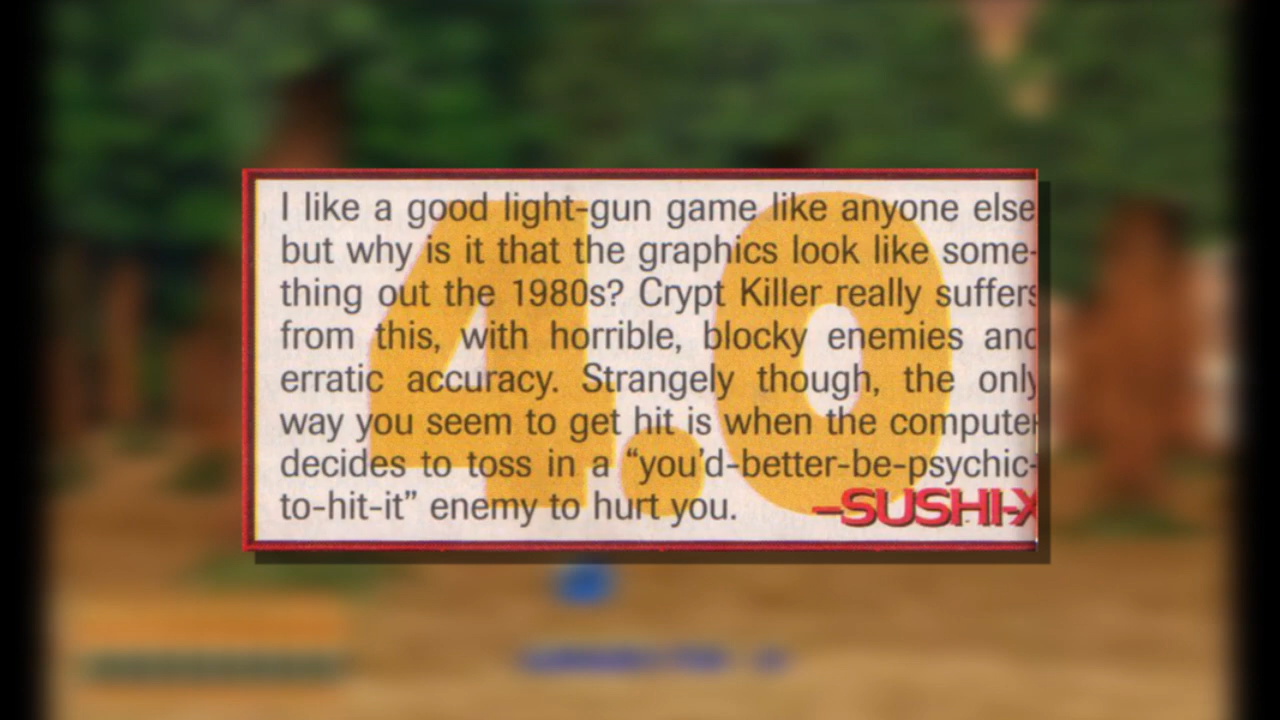 I like a good light-gun game like anyone else
but why is it that the graphics look like some-
thing out the 1980s? Crypt Killer really suffers
from this, with horrible, blocky enemies and
erratic accuracy. Strangely though, the only
way you seem to get hit is when the computer
decides to toss in a “you’d-better-be-psychic-
to-hit-it” enemy to hurt you.
4.0
–SUSHI-X